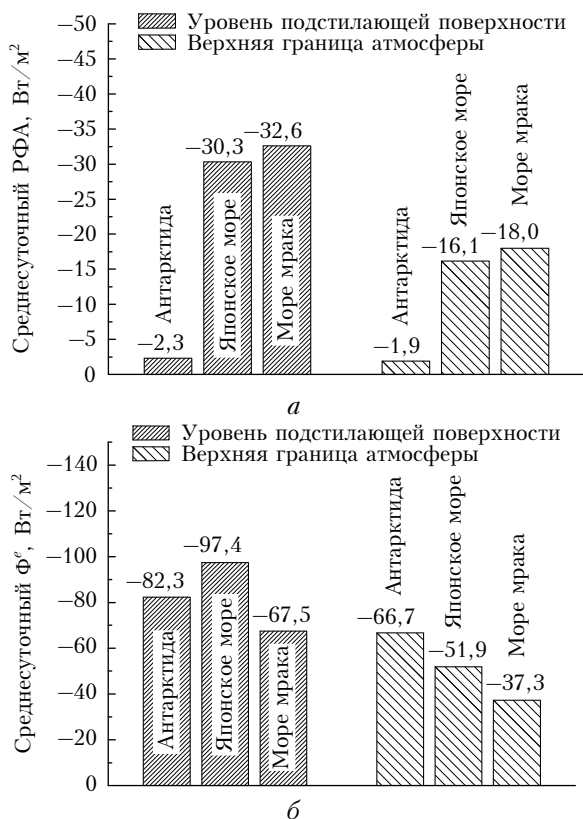 Уровень подстилающей поверхности
Верхняя граница атмосферы
Среднесуточный РФА, Вт/м²
−50
−45
−40
−35
−30
−25
−20
−15
−10
−5
0
Антарктида
−2,3
−30,3
Японское море
−32,6
Море мрака
Антарктида
−1,9
Японское море
−16,1
Море мрака
−18,0
а
Уровень подстилающей поверхности
Верхняя граница атмосферы
Среднесуточный Фᵉ, Вт/м²
−140
−120
−100
−80
−60
−40
−20
0
−82,3
Антарктида
−97,4
Японское море
−67,5
Море мрака
Антарктида
−66,7
Японское море
−51,9
Море мрака
−37,3
б